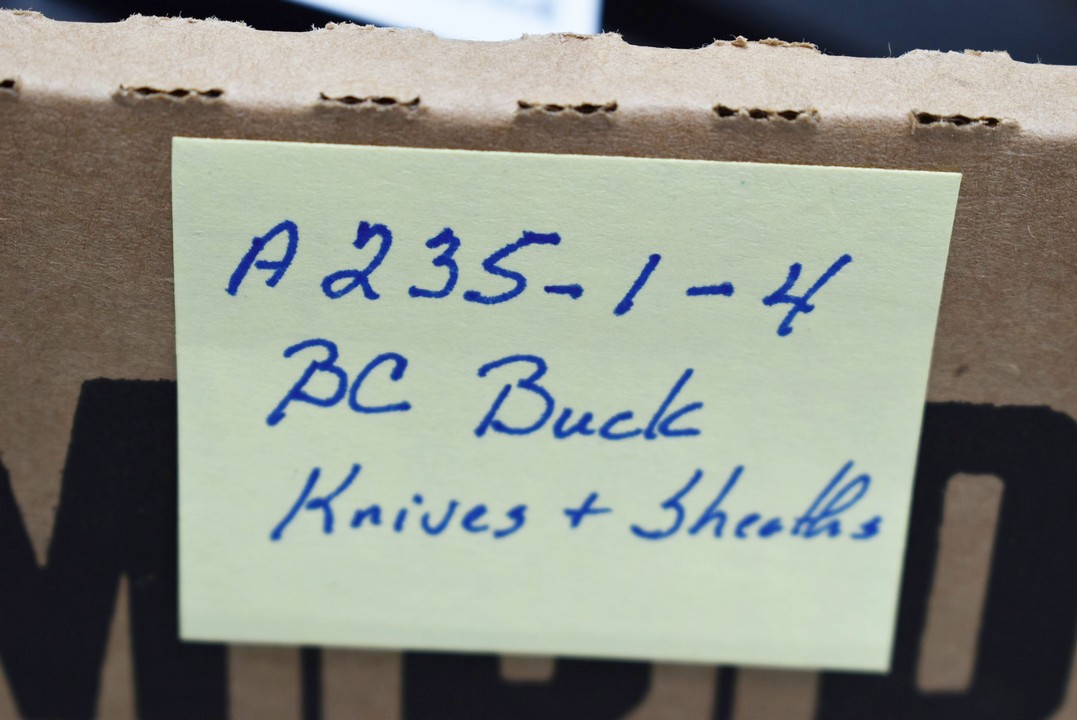 A235-1-4
BC Buck
Knives + Sheaths